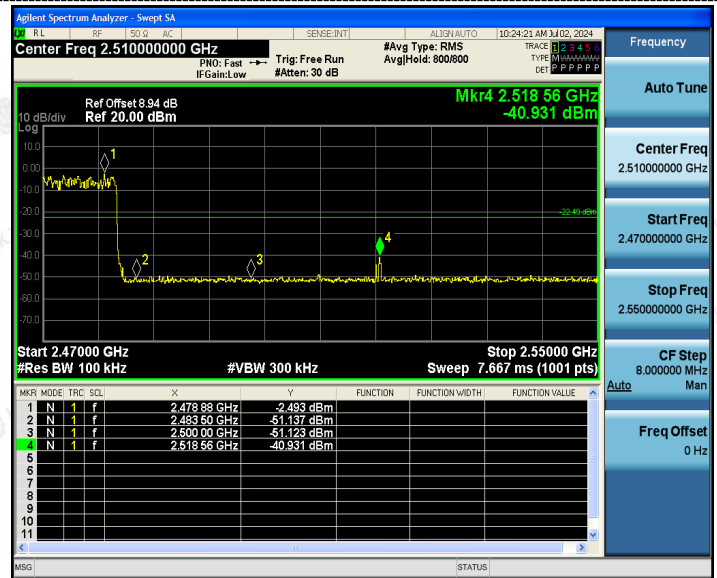 Agilent Spectrum Analyzer - Swept SA
RL RF 50 Ω AC SENSE:INT ALIGN AUTO 10:24:21 AM Jul 02, 2024
Center Freq 2.510000000 GHz
#Avg Type: RMS
TRACE 1 2 3 4 5 6
PNO: Fast Trig: Free Run Avg|Hold: 800/800
TYPE M
IFGain:Low #Atten: 30 dB
DET P P P P P P
Ref Offset 8.94 dB
Mkr4 2.518 56 GHz
10 dB/div Ref 20.00 dBm
-40.931 dBm
Log
10.0
0.00
-10.0
-20.0
-30.0
-40.0
-50.0
-60.0
-70.0
1
2
3
4
-22.49 dBm
Start 2.47000 GHz
Stop 2.55000 GHz
#Res BW 100 kHz #VBW 300 kHz Sweep 7.667 ms (1001 pts)
MKR MODE TRC SCL X Y FUNCTION FUNCTION WIDTH FUNCTION VALUE
1 N 1 f 2.478 88 GHz -2.493 dBm
2 N 1 f 2.483 50 GHz -51.137 dBm
3 N 1 f 2.500 00 GHz -51.123 dBm
4 N 1 f 2.518 56 GHz -40.931 dBm
5
6
7
8
9
10
11
MSG STATUS
Frequency
Auto Tune
Center Freq
2.510000000 GHz
Start Freq
2.470000000 GHz
Stop Freq
2.550000000 GHz
CF Step
8.000000 MHz
Auto Man
Freq Offset
0 Hz